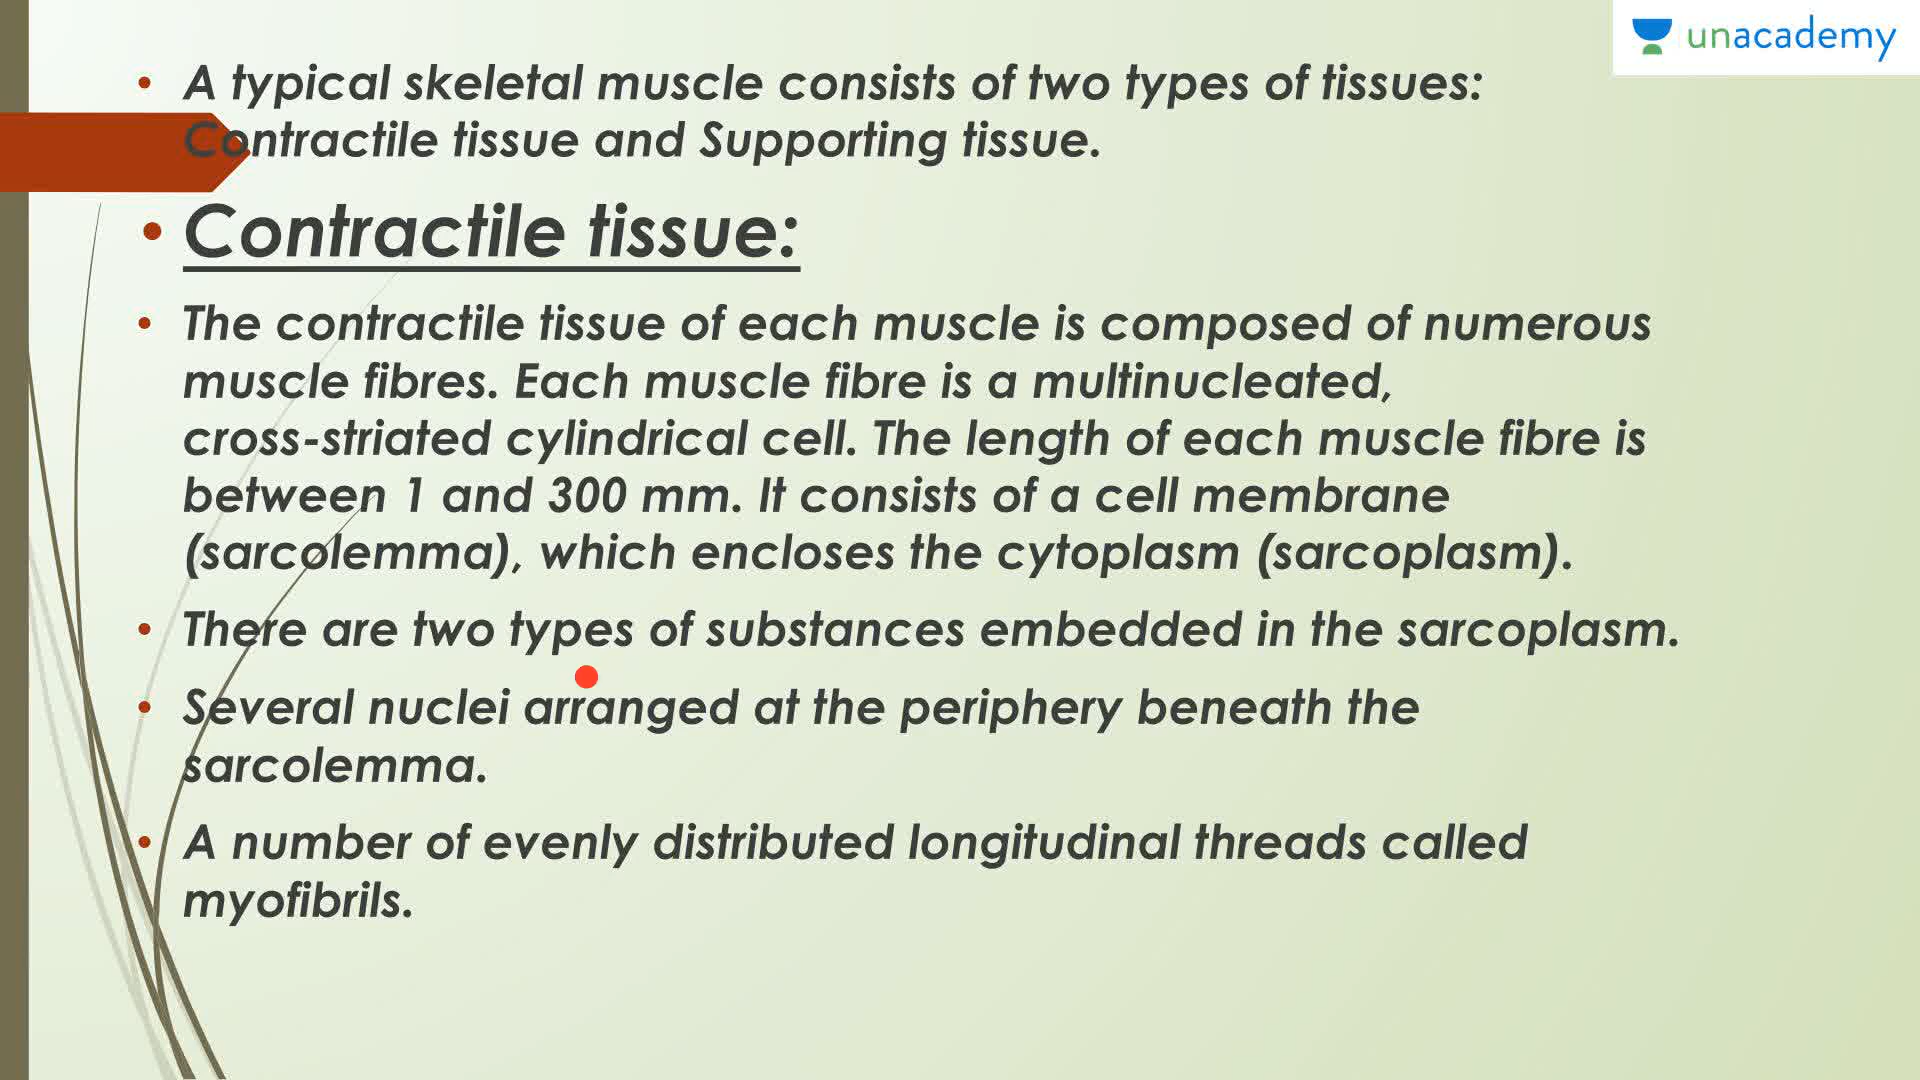 unacademy
• A typical skeletal muscle consists of two types of tissues:
Contractile tissue and Supporting tissue.
• Contractile tissue:
• The contractile tissue of each muscle is composed of numerous
muscle fibres. Each muscle fibre is a multinucleated,
cross-striated cylindrical cell. The length of each muscle fibre is
between 1 and 300 mm. It consists of a cell membrane
(sarcolemma), which encloses the cytoplasm (sarcoplasm).
• There are two types of substances embedded in the sarcoplasm.
• Several nuclei arranged at the periphery beneath the
sarcolemma.
• A number of evenly distributed longitudinal threads called
myofibrils.